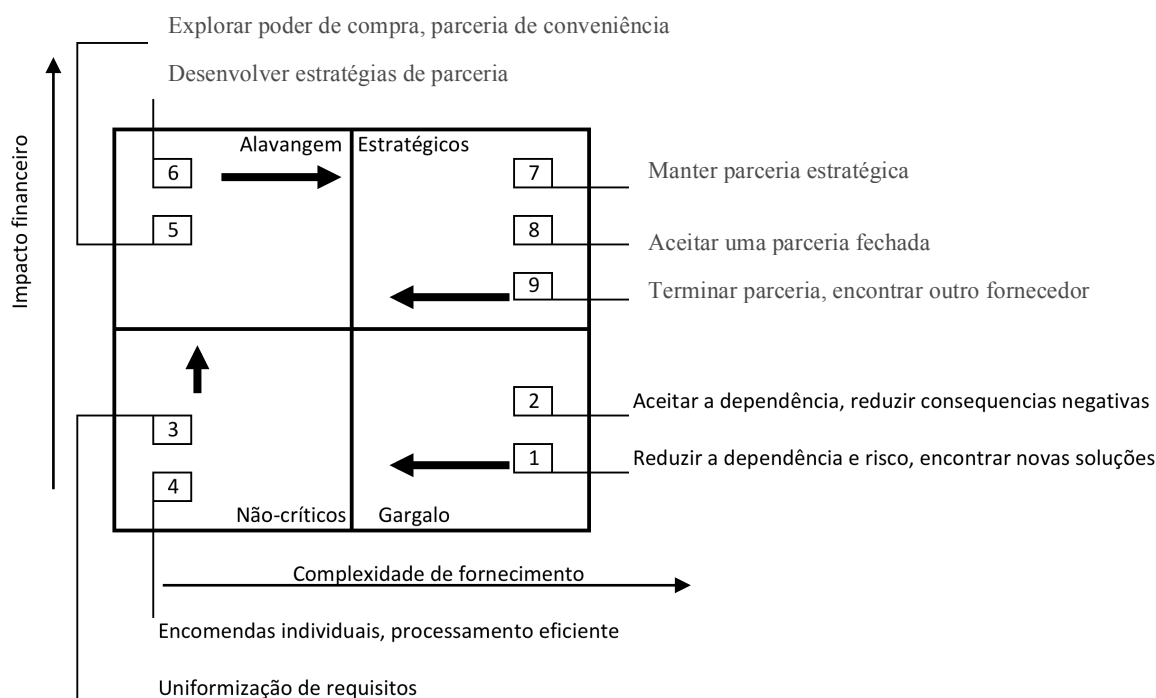 Explorar poder de compra, parceria de conveniência
Desenvolver estratégias de parceria
Impacto financeiro
Alavangem
Estratégicos
6
7
Manter parceria estratégica
5
8
Aceitar uma parceria fechada
9
Terminar parceria, encontrar outro fornecedor
2
Aceitar a dependência, reduzir consequencias negativas
3
1
Reduzir a dependência e risco, encontrar novas soluções
4
Não-críticos
Gargalo
Complexidade de fornecimento
Encomendas individuais, processamento eficiente
Uniformização de requisitos